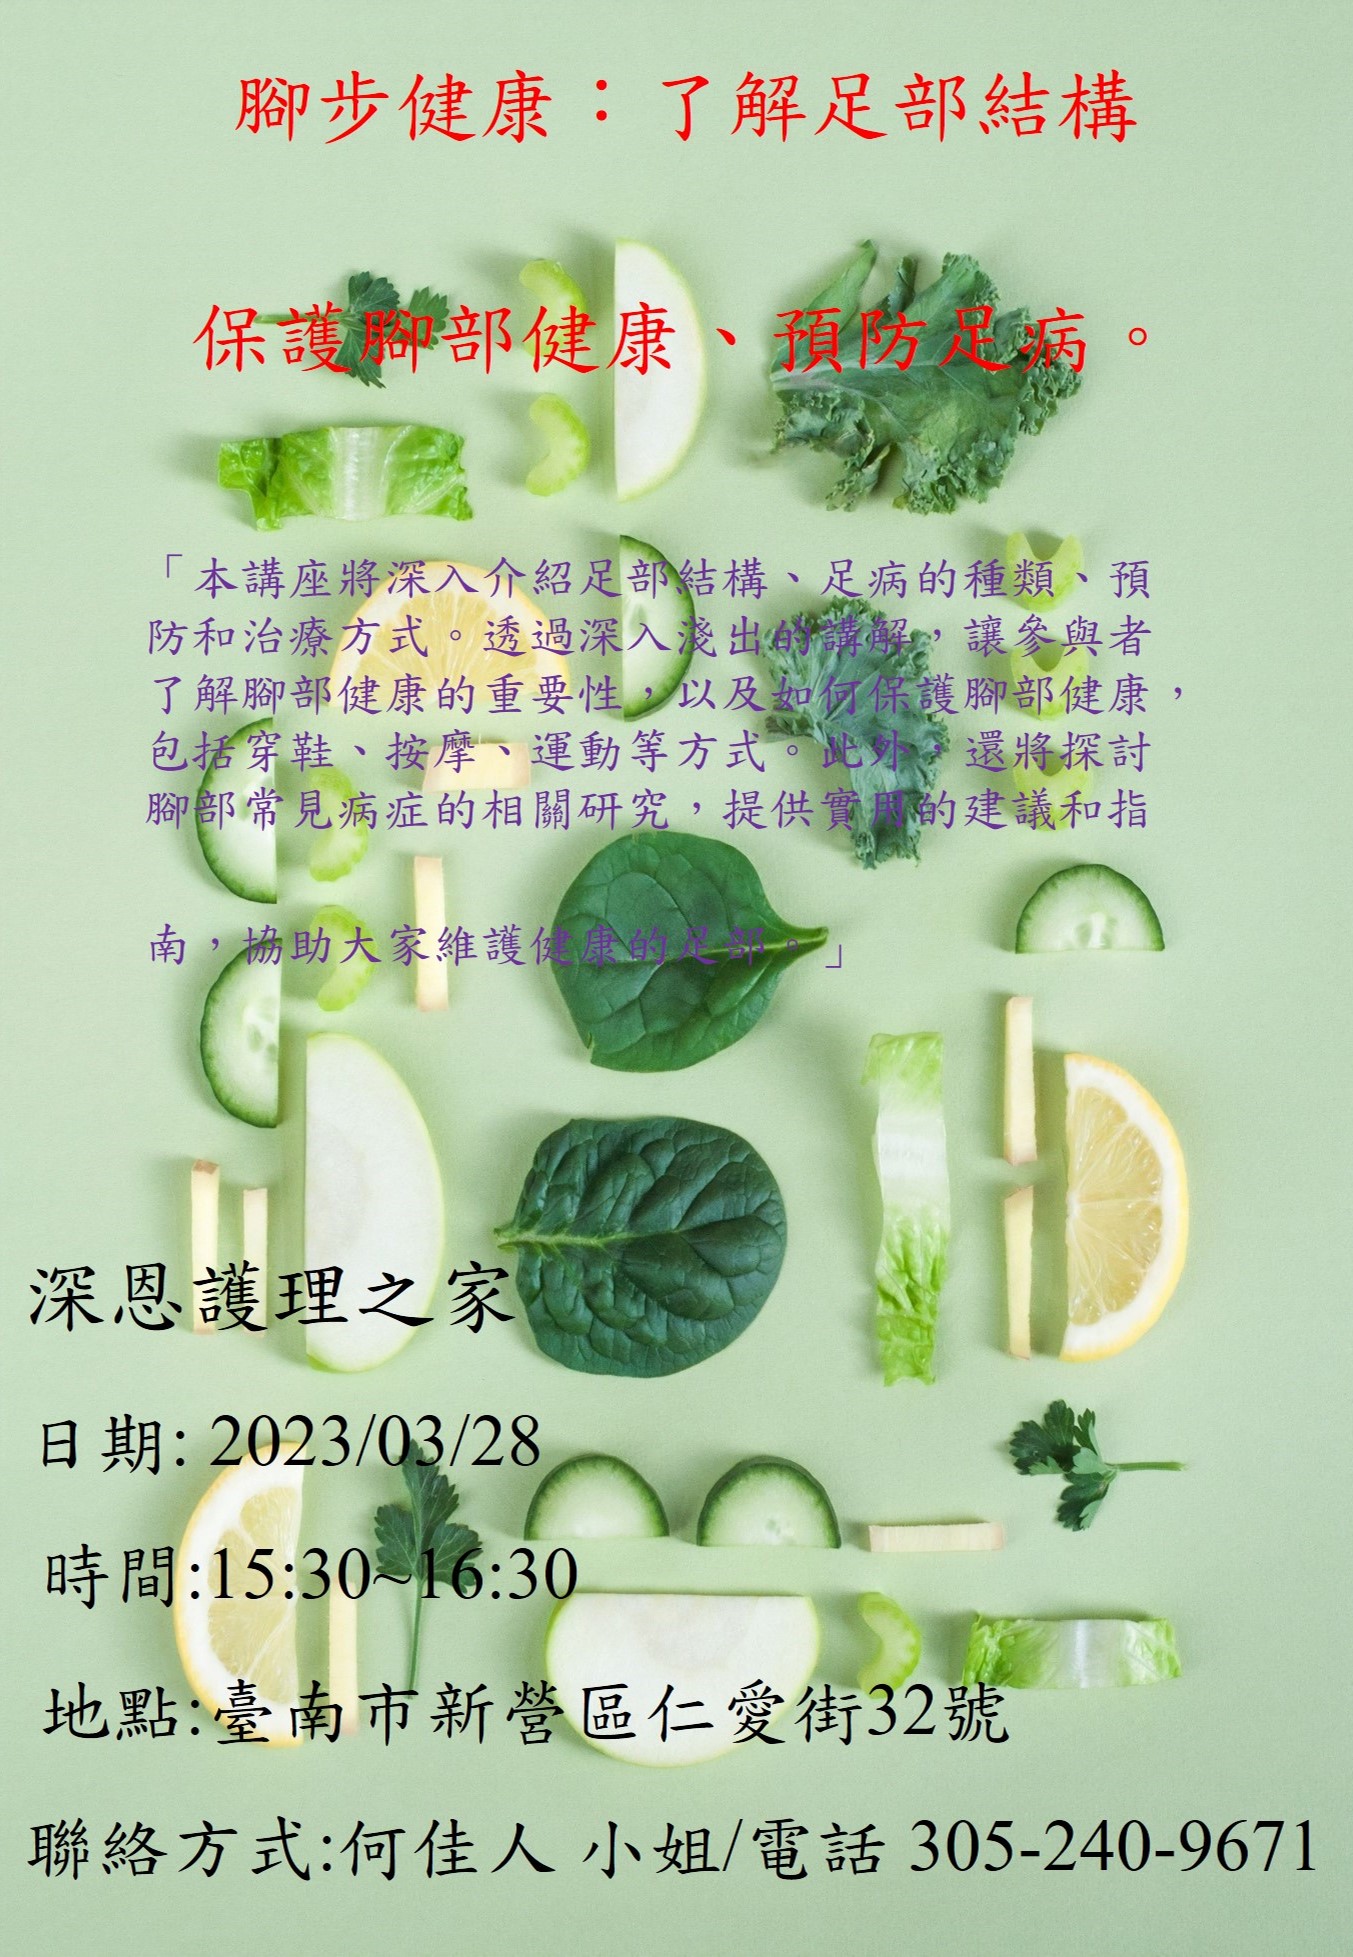 腳步健康：了解足部結構
保護腳部健康、預防足病。
「本講座將深入介紹足部結構、足病的種類、預
防和治療方式。透過深入淺出的講解，讓參與者
了解腳部健康的重要性，以及如何保護腳部健康，
包括穿鞋、按摩、運動等方式。此外，還將探討
腳部常見病症的相關研究，提供實用的建議和指
南，協助大家維護健康的足部。」
深恩護理之家
日期: 2023/03/28
時間:15:30~16:30
地點:臺南市新營區仁愛街32號
聯絡方式:何佳人 小姐/電話 305-240-9671